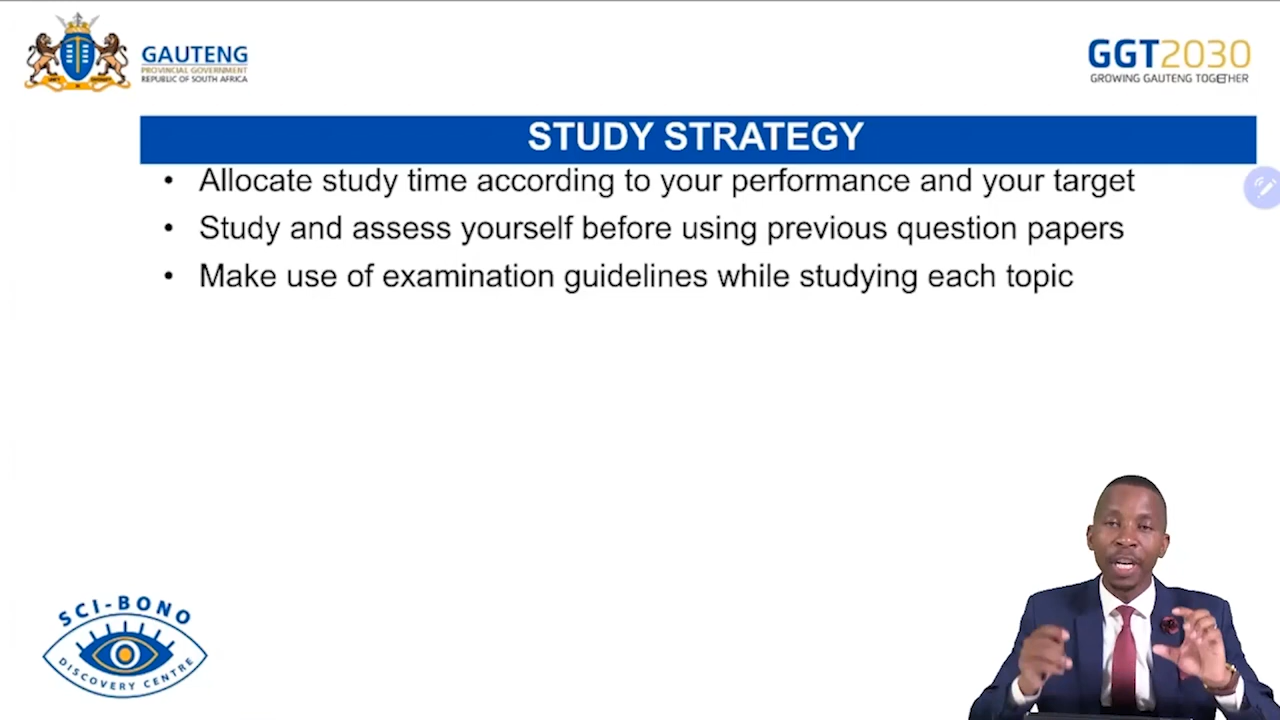 GAUTENG
PROVINCIAL GOVERNMENT
REPUBLIC OF SOUTH AFRICA
GGT2030
GROWING GAUTENG TOGETHER
STUDY STRATEGY
• Allocate study time according to your performance and your target
• Study and assess yourself before using previous question papers
• Make use of examination guidelines while studying each topic
SCI-BONO
DISCOVERY CENTRE